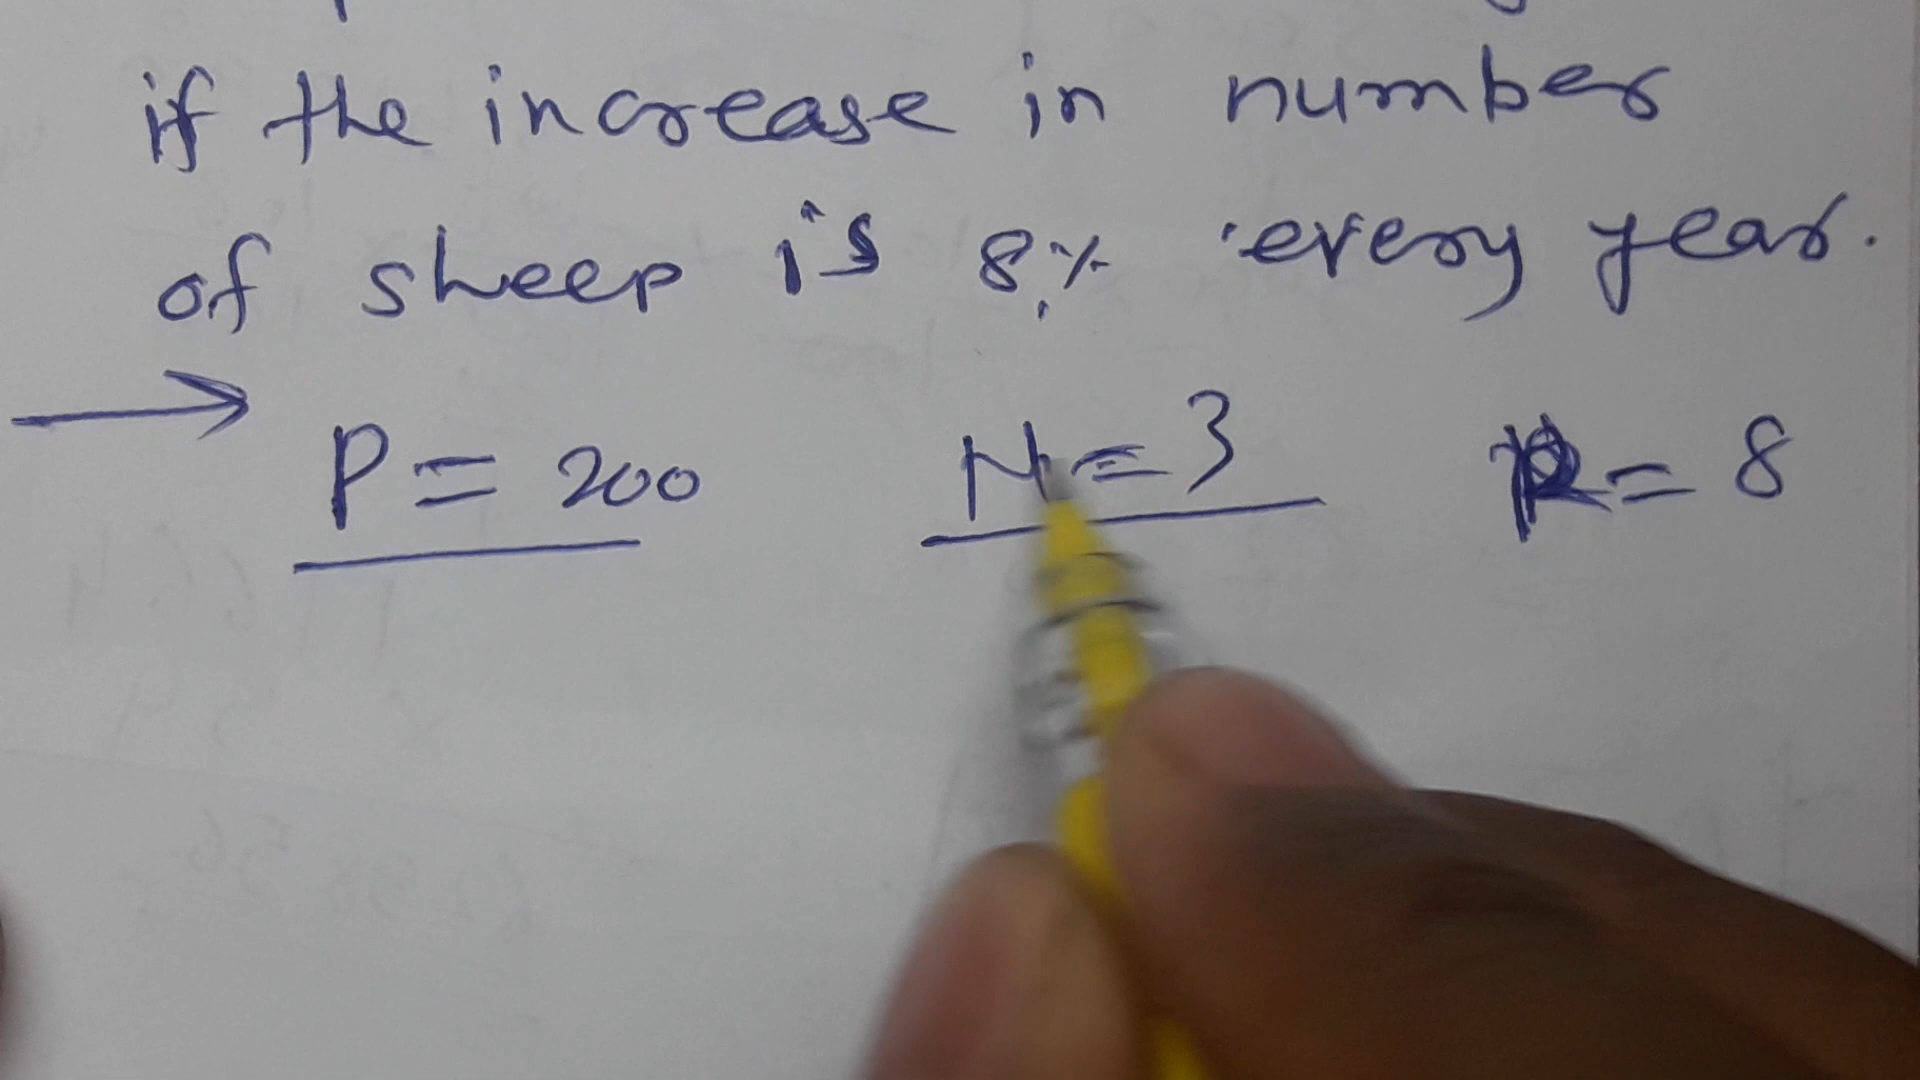 if the increase in number
of sheep is 8% every year.
→ P = 200 N = 3 R = 8